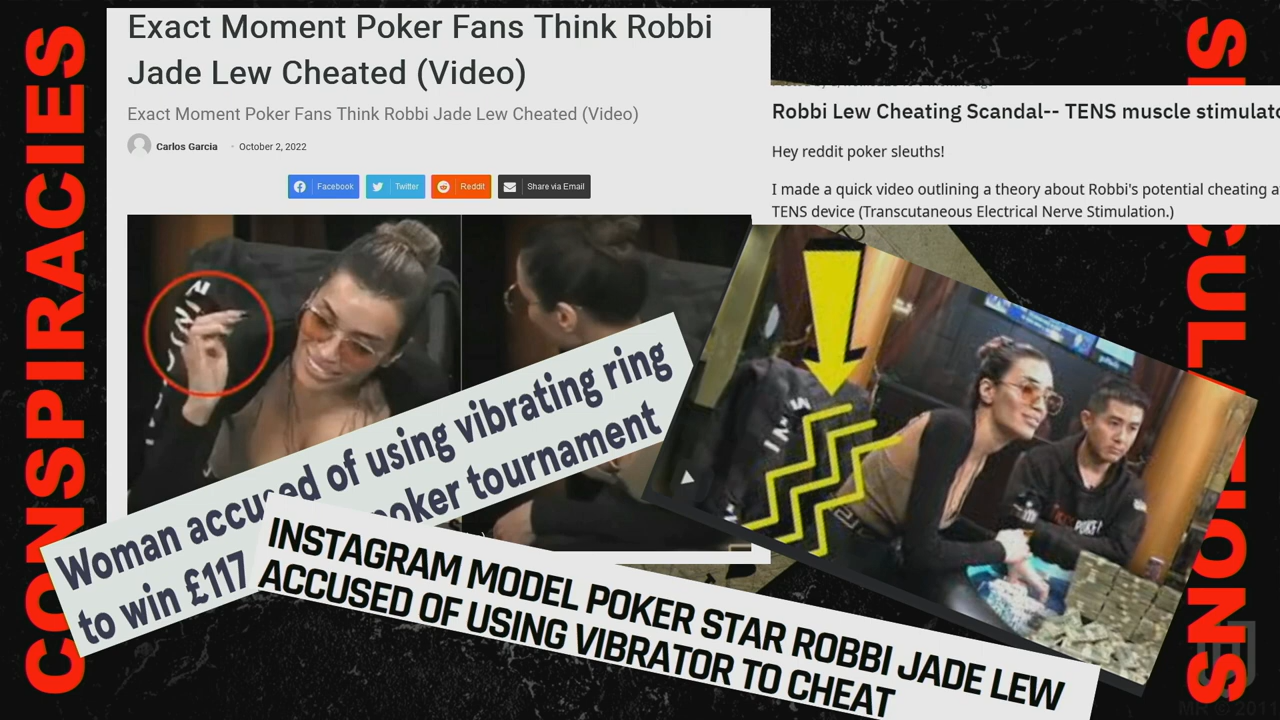 CONSPIRACIES
Exact Moment Poker Fans Think Robbi
Jade Lew Cheated (Video)
Exact Moment Poker Fans Think Robbi Jade Lew Cheated (Video)
Carlos Garcia - October 2, 2022
Facebook
Twitter
Reddit
Share via Email
Robbi Lew Cheating Scandal-- TENS muscle stimulato
Hey reddit poker sleuths!
I made a quick video outlining a theory about Robbi's potential cheating a
TENS device (Transcutaneous Electrical Nerve Stimulation.)
Woman accused of using vibrating ring
to win £117
poker tournament
INSTAGRAM MODEL POKER STAR ROBBI JADE LEW
ACCUSED OF USING VIBRATOR TO CHEAT